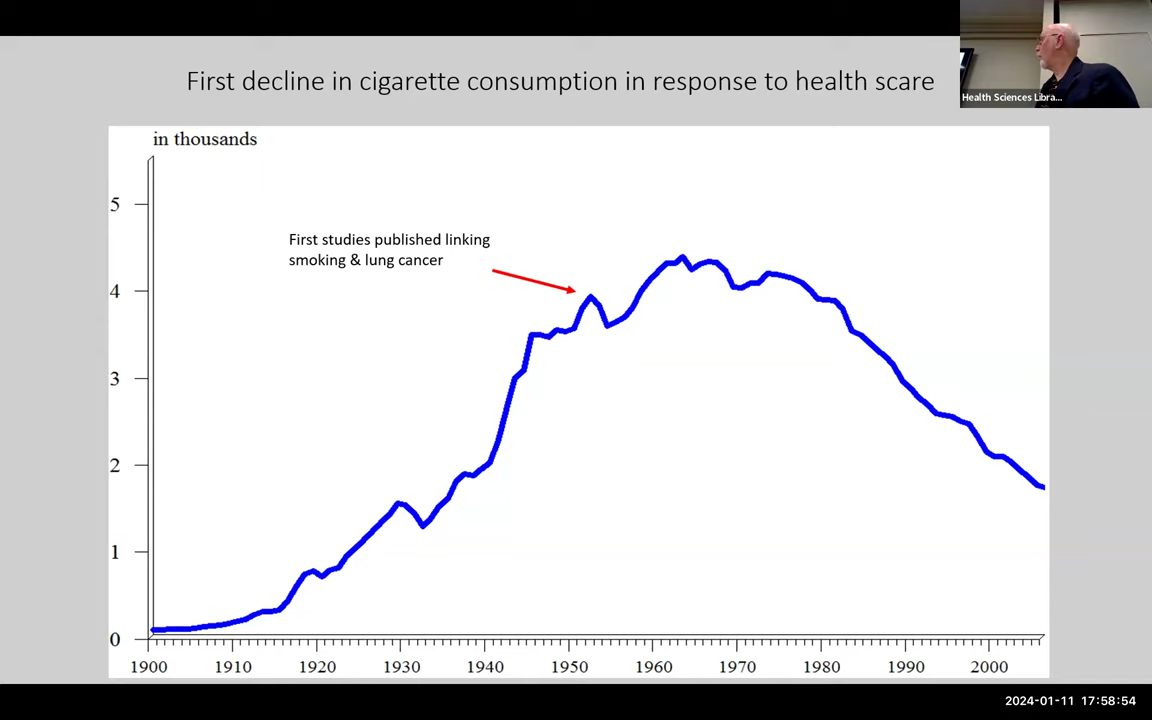 First decline in cigarette consumption in response to health scare
Health Sciences Libra...
in thousands
5
First studies published linking
smoking & lung cancer
4
3
2
1
0
1900 1910 1920 1930 1940 1950 1960 1970 1980 1990 2000
2024-01-11 17:58:54